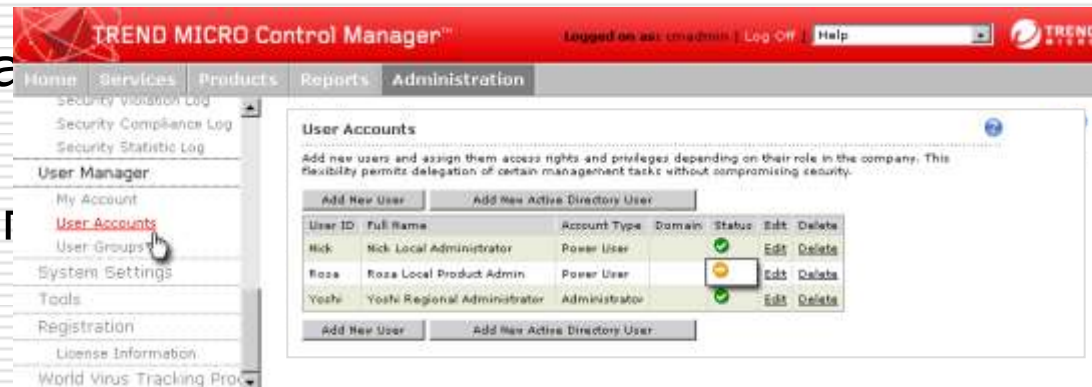 TREND MICRO Control Manager™
Logged on as: cmadmin | Log Off | Help
TREND MICRO
Home Services Products Reports Administration
Security Violation Log
Security Compliance Log
Security Statistic Log
User Manager
My Account
User Accounts
User Groups
System Settings
Tools
Registration
License Information
World Virus Tracking
User Accounts
Add new users and assign them access rights and privileges depending on their role in the company. This
flexibility permits delegation of certain management tasks without compromising security.
Add New User Add New Active Directory User
User ID Full Name Account Type Domain Status Edit Delete
Nick Nick Local Administrator Power User Edit Delete
Rosa Rosa Local Product Admin Power User Edit Delete
Yoshi Yoshi Regional Administrator Administrator Edit Delete
Add New User Add New Active Directory User